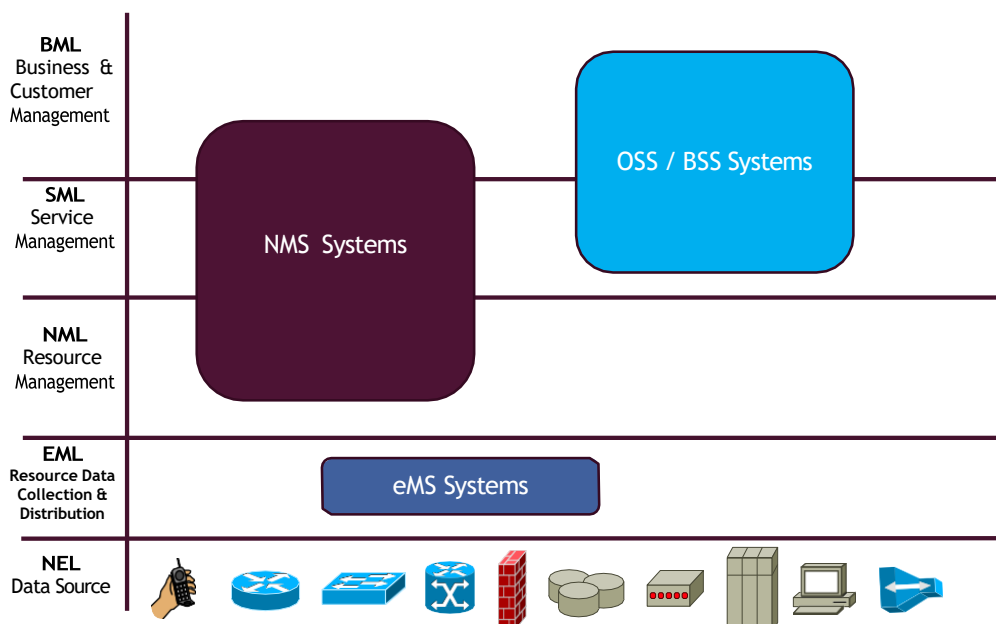 BML
Business &
Customer
Management
OSS / BSS Systems
SML
Service
Management
NMS Systems
NML
Resource
Management
EML
Resource Data
Collection &
Distribution
eMS Systems
NEL
Data Source